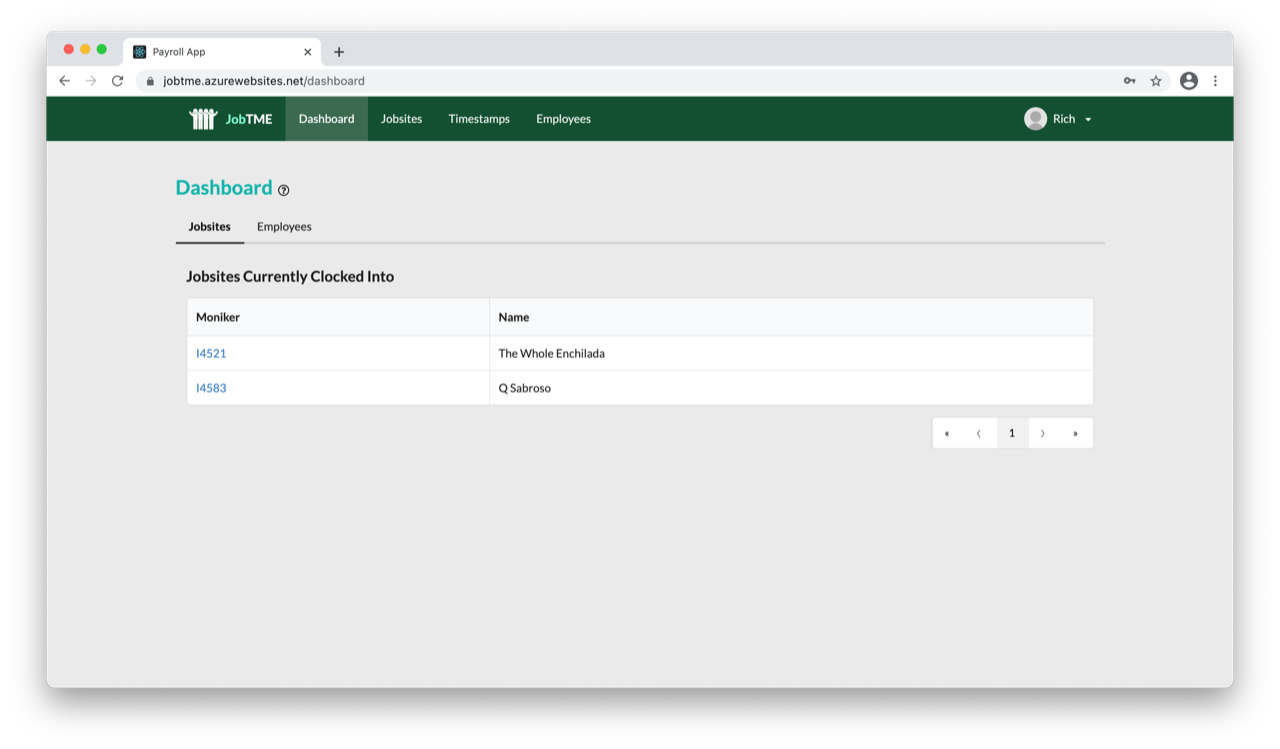 Payroll App
jobtme.azurewebsites.net/dashboard
JobTME Dashboard Jobsites Timestamps Employees Rich
Dashboard
Jobsites Employees
Jobsites Currently Clocked Into
Moniker Name
I4521 The Whole Enchilada
I4583 Q Sabroso
« ⟨ 1 ⟩ »